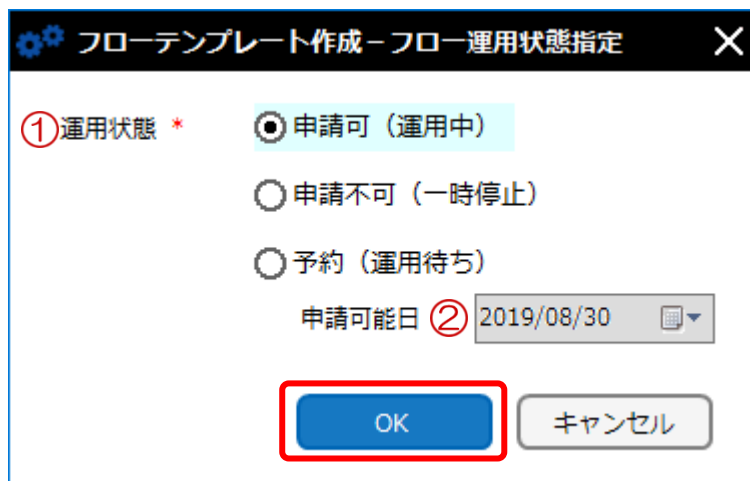 フローテンプレート作成－フロー運用状態指定
①運用状態 * 申請可（運用中）
申請不可（一時停止）
予約（運用待ち）
申請可能日 ② 2019/08/30
OK キャンセル